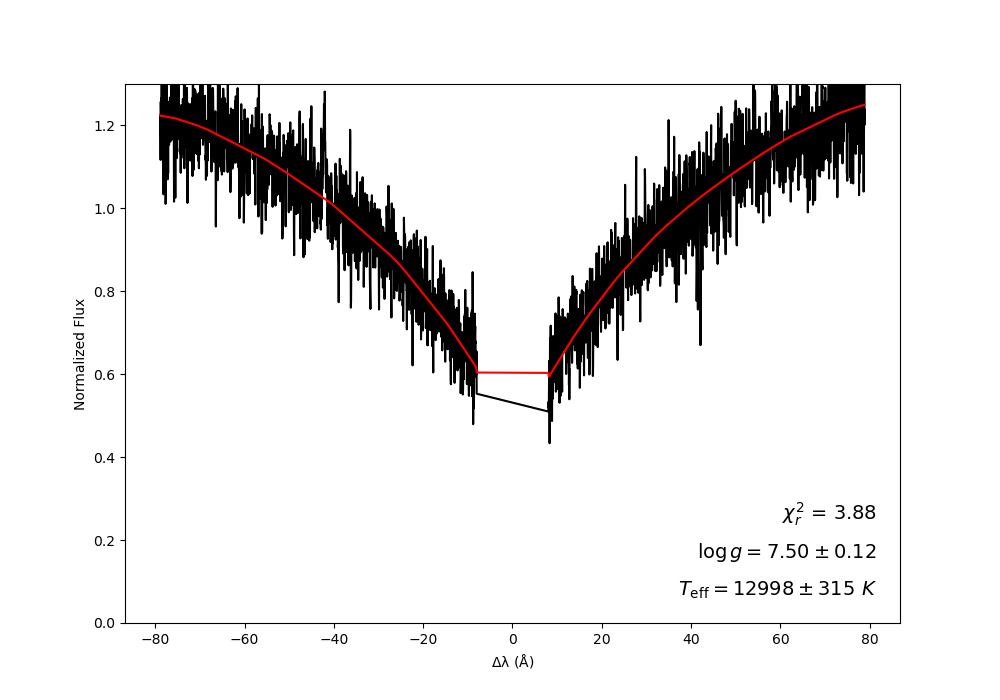 1.2
1.0
0.8
0.6
0.4
0.2
0.0
Normalized Flux
χ²ᵣ = 3.88
log g = 7.50 ± 0.12
T_eff = 12998 ± 315 K
−80 −60 −40 −20 0 20 40 60 80
Δλ (Å)